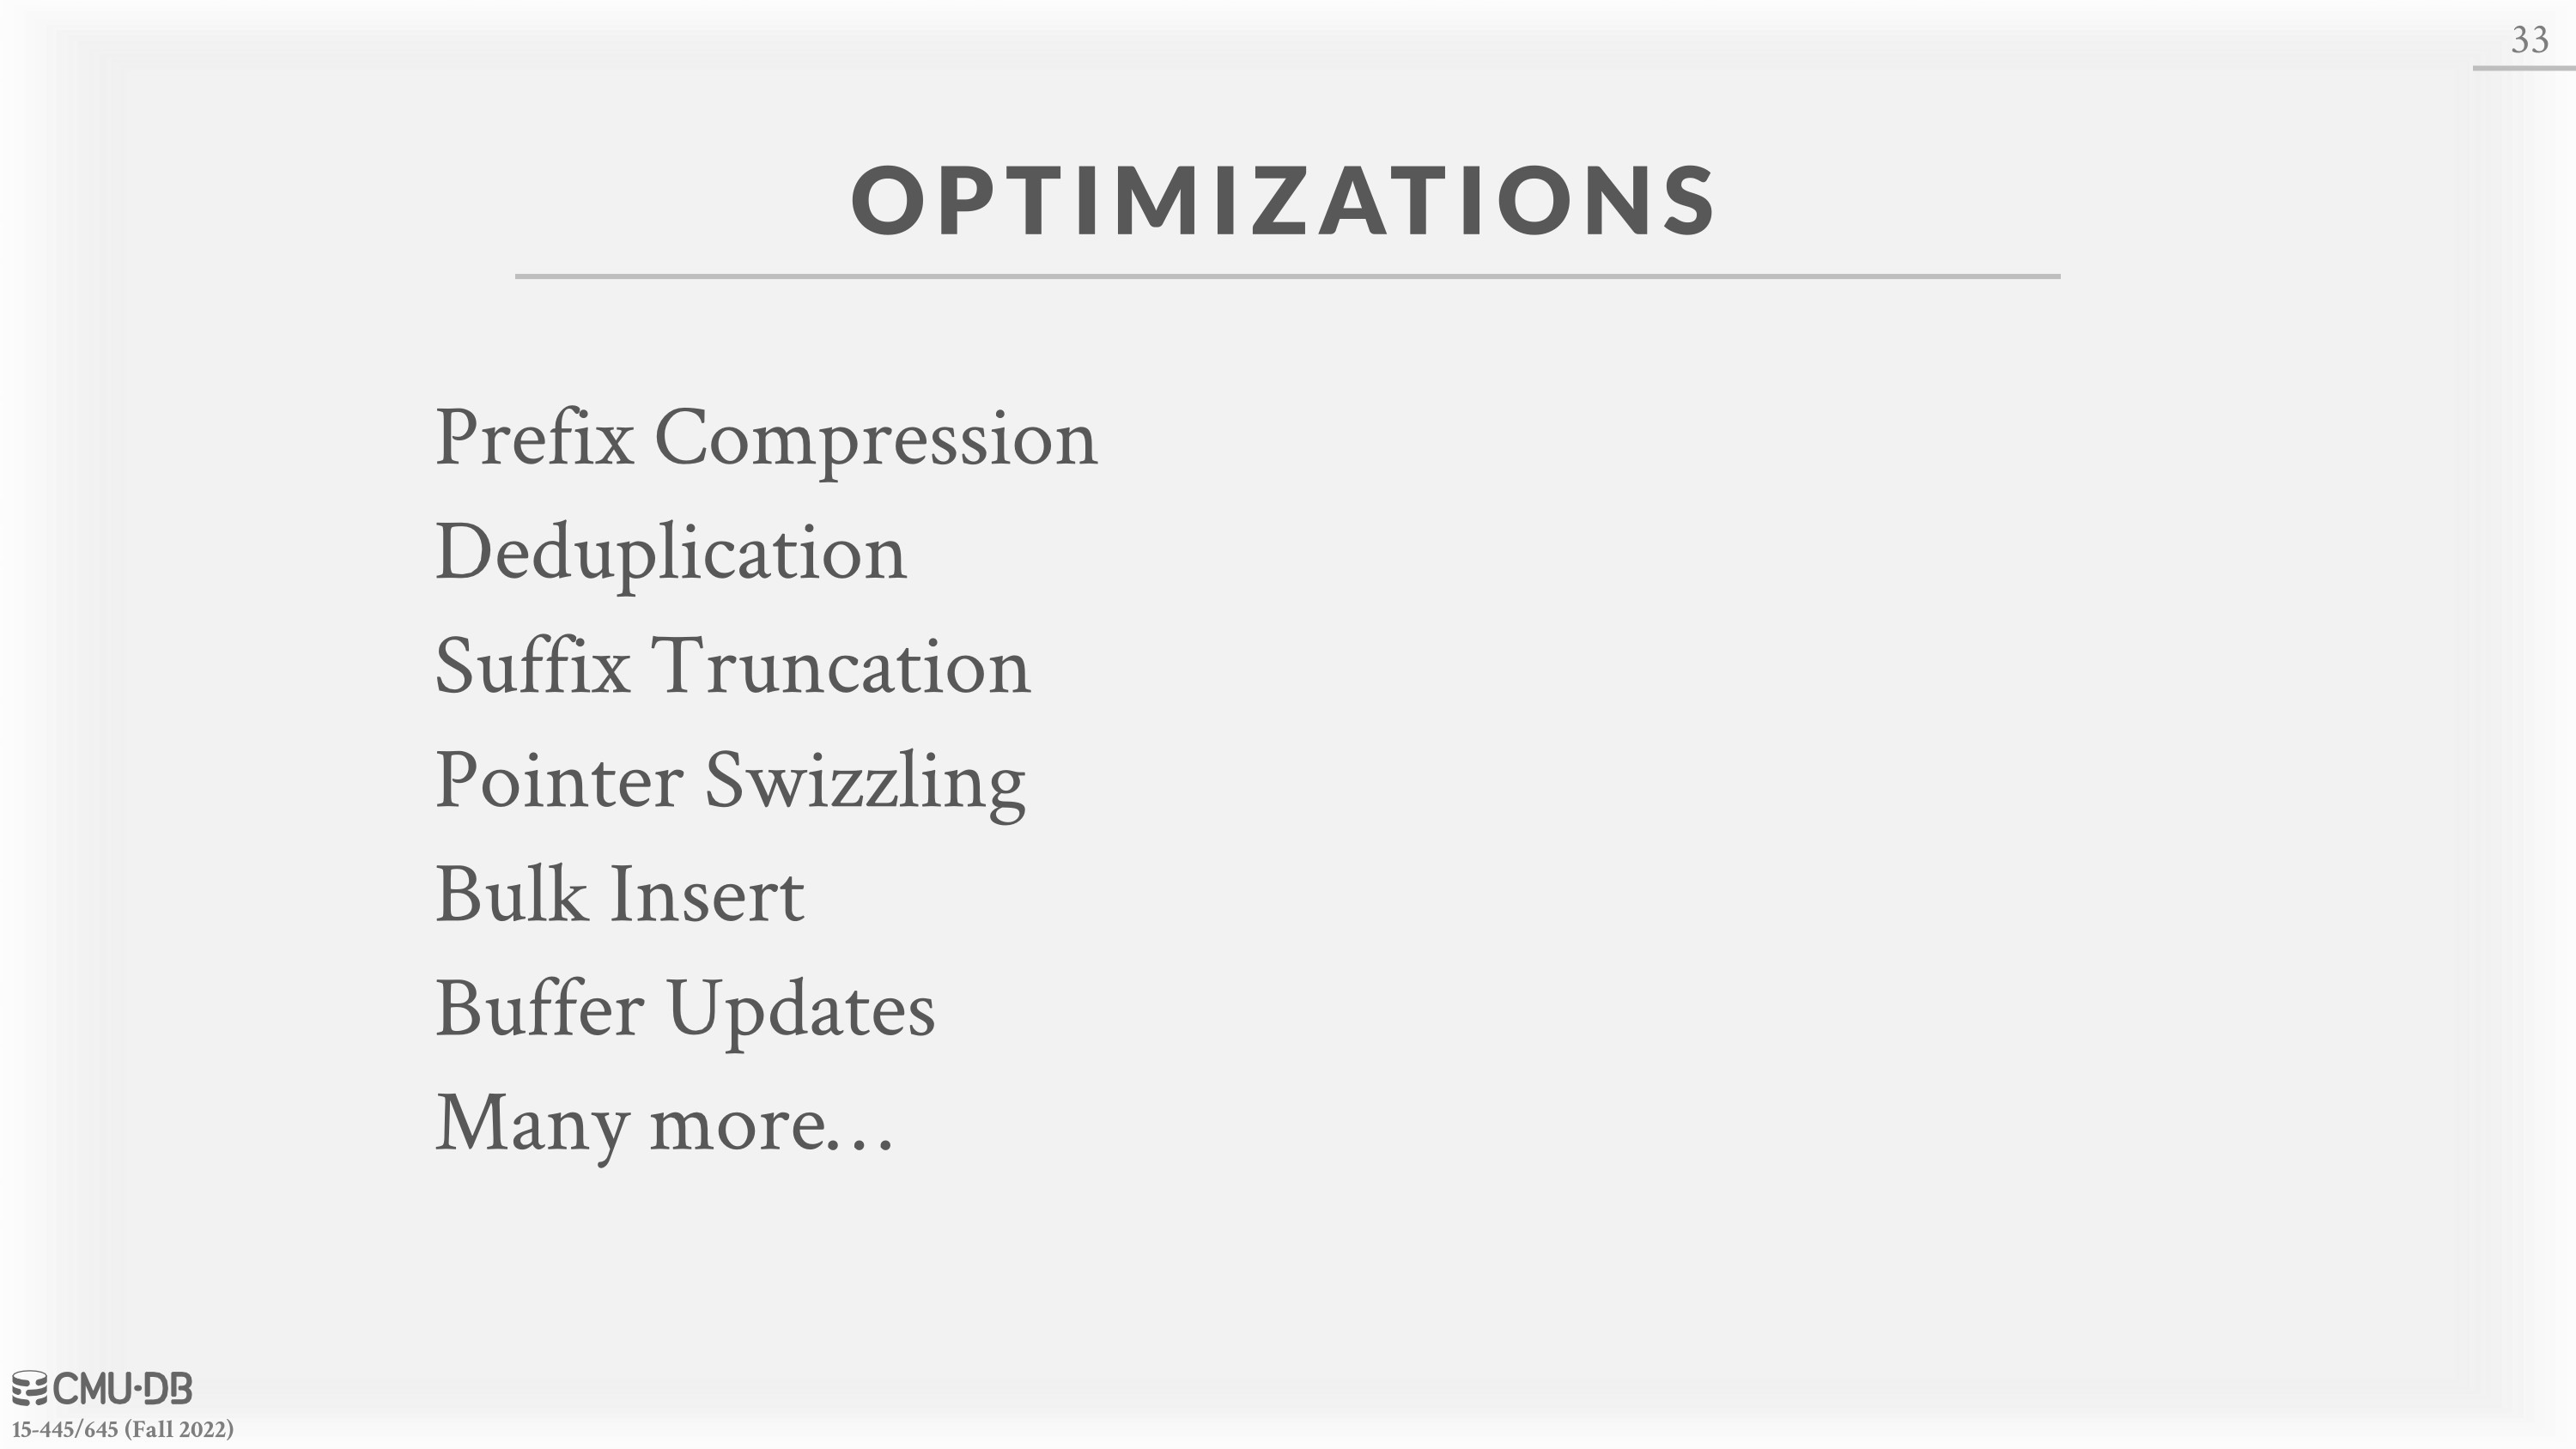 33
OPTIMIZATIONS
Prefix Compression
Deduplication
Suffix Truncation
Pointer Swizzling
Bulk Insert
Buffer Updates
Many more…
CMU·DB
15-445/645 (Fall 2022)